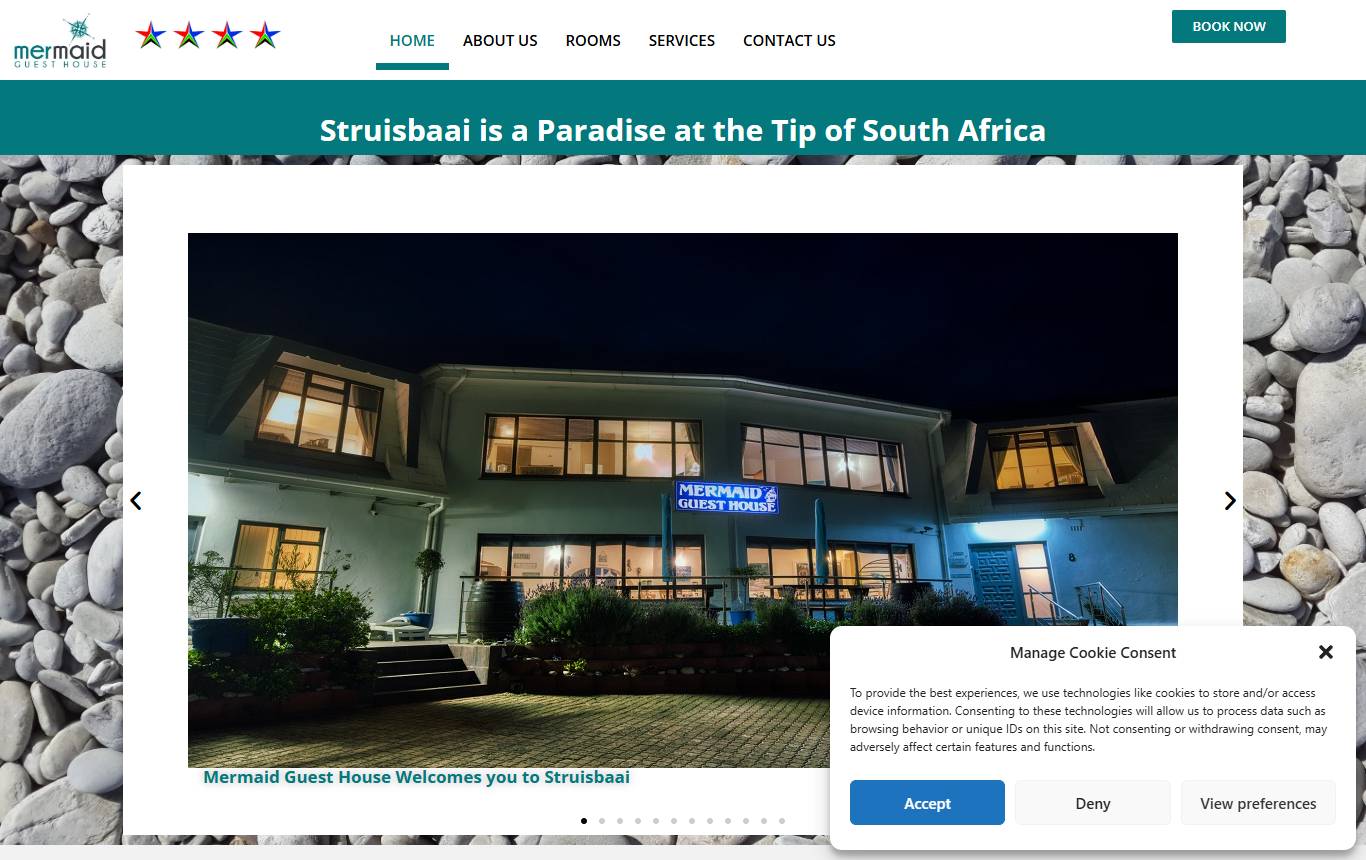 mermaid
GUEST HOUSE
HOME
ABOUT US
ROOMS
SERVICES
CONTACT US
BOOK NOW
Struisbaai is a Paradise at the Tip of South Africa
MERMAID
GUEST HOUSE
8
Mermaid Guest House Welcomes you to Struisbaai
Manage Cookie Consent
To provide the best experiences, we use technologies like cookies to store and/or access
device information. Consenting to these technologies will allow us to process data such as
browsing behavior or unique IDs on this site. Not consenting or withdrawing consent, may
adversely affect certain features and functions.
Accept
Deny
View preferences